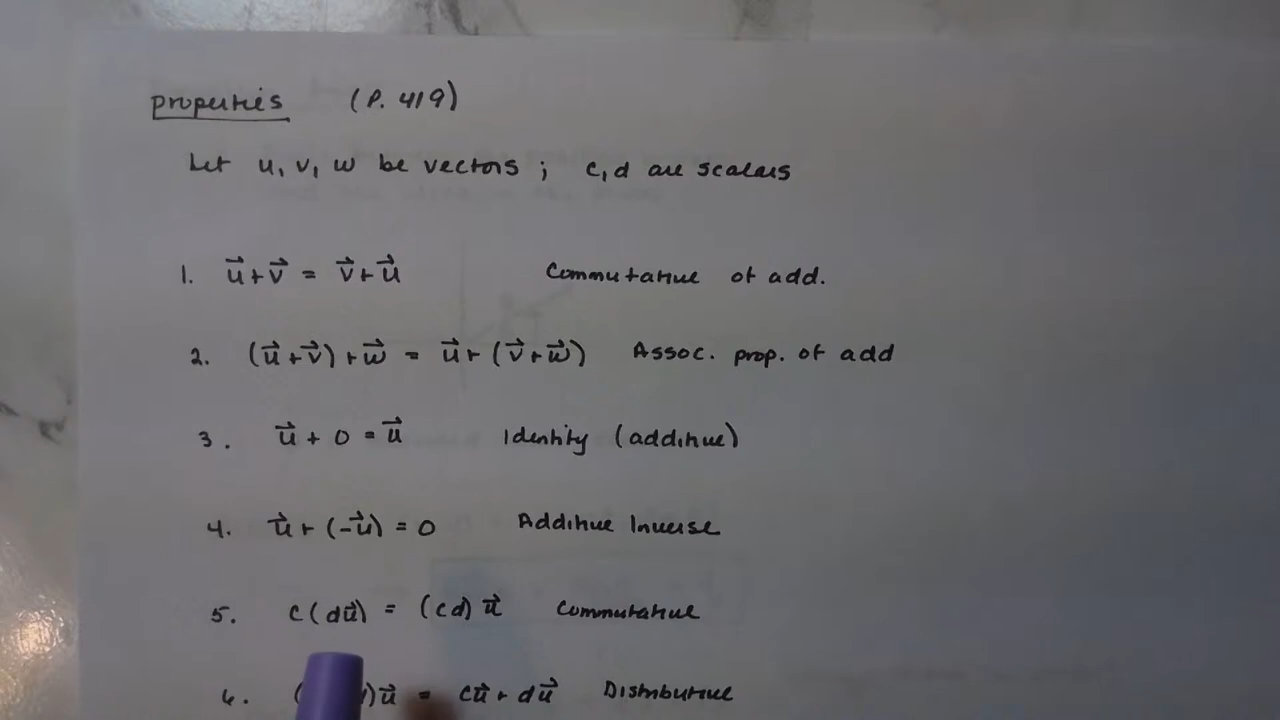 properties (P. 419)
Let u, v, w be vectors ; c, d are scalars
1. u⃗ + v⃗ = v⃗ + u⃗ Commutative of add.
2. (u⃗ + v⃗) + w⃗ = u⃗ + (v⃗ + w⃗) Assoc. prop. of add
3. u⃗ + 0 = u⃗ Identity (additive)
4. u⃗ + (-u⃗) = 0 Additive Inverse
5. c(du⃗) = (cd)u⃗ Commutative
6. ( )u⃗ = cu⃗ + du⃗ Distributive